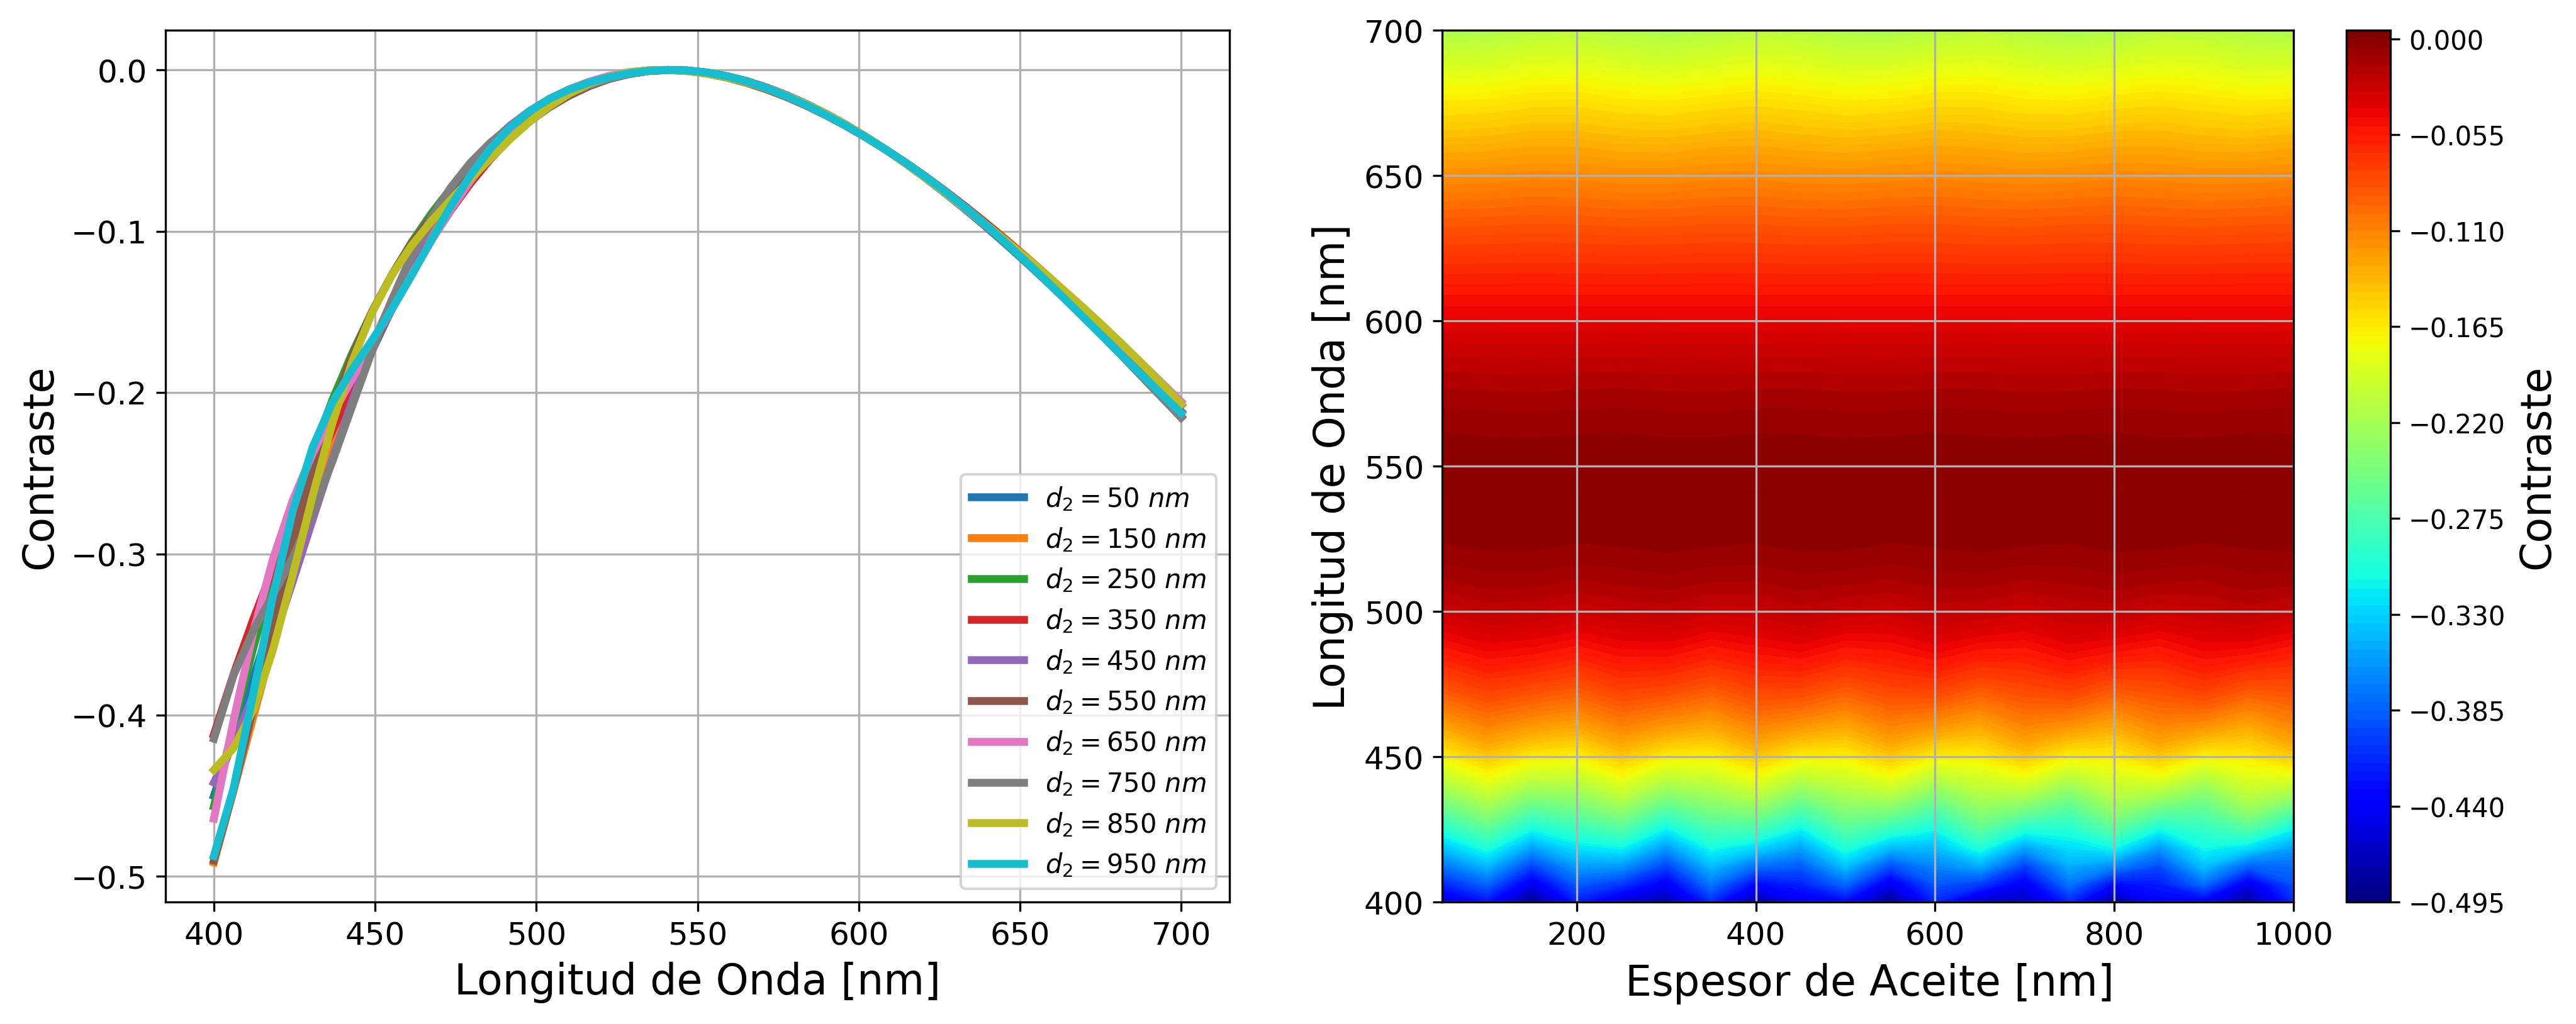 0.0
−0.1
−0.2
−0.3
−0.4
−0.5
Contraste
400 450 500 550 600 650 700
Longitud de Onda [nm]
d₂ = 50 nm
d₂ = 150 nm
d₂ = 250 nm
d₂ = 350 nm
d₂ = 450 nm
d₂ = 550 nm
d₂ = 650 nm
d₂ = 750 nm
d₂ = 850 nm
d₂ = 950 nm
700
650
600
550
500
450
400
Longitud de Onda [nm]
200 400 600 800 1000
Espesor de Aceite [nm]
0.000
−0.055
−0.110
−0.165
−0.220
−0.275
−0.330
−0.385
−0.440
−0.495
Contraste